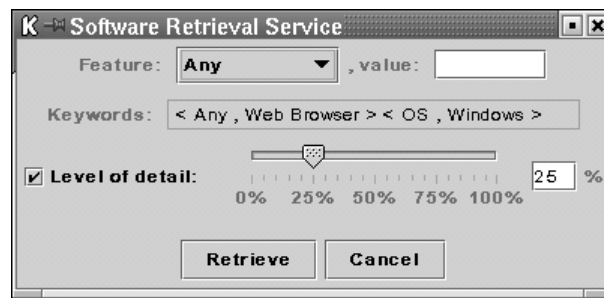 K Software Retrieval Service
Feature: Any , value:
Keywords: < Any , Web Browser > < OS , Windows >
Level of detail: 25 %
0% 25% 50% 75% 100%
Retrieve Cancel